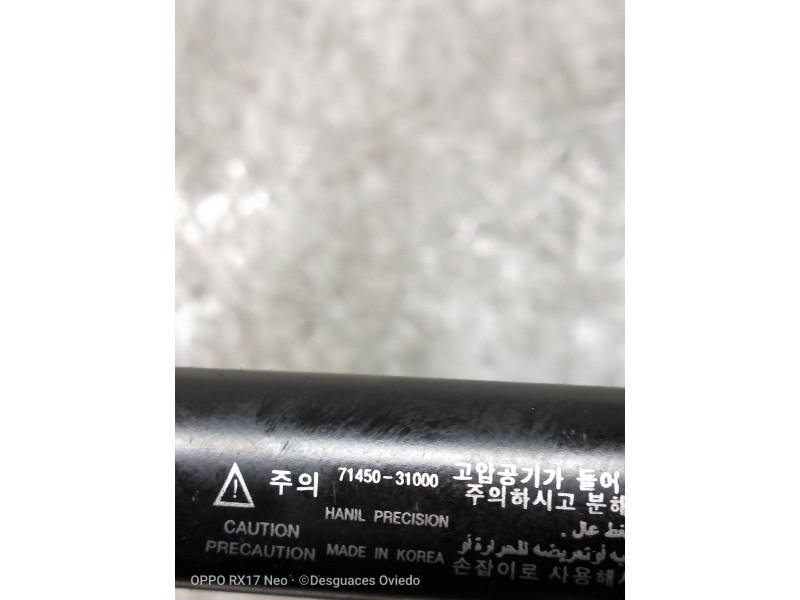 주의 71450-31000 고압공기가 들어
주의하시고 분해
HANIL PRECISION
CAUTION
PRECAUTION
MADE IN KOREA
손잡이로 사용해
OPPO RX17 Neo · ©Desguaces Oviedo